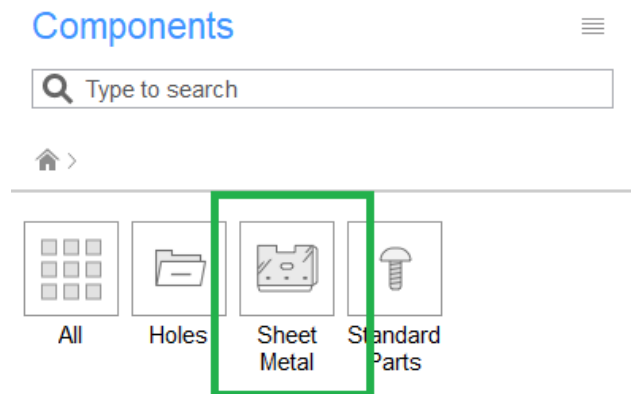 Components
Type to search
All
Holes
Sheet
Metal
Standard
Parts